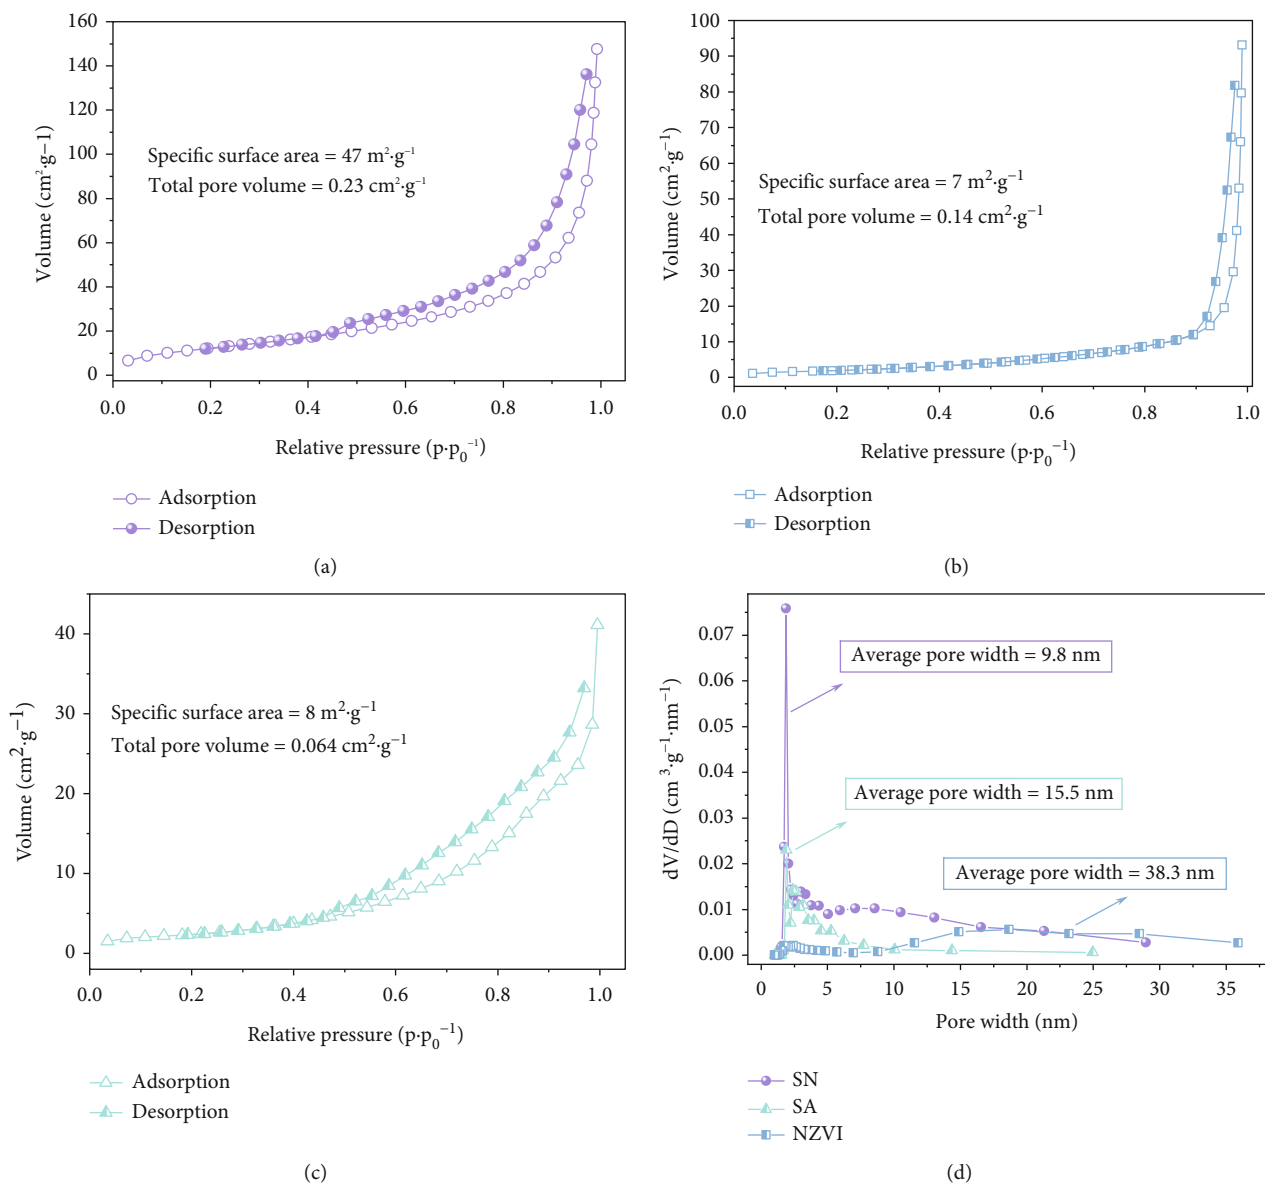 160
140
120
100
80
60
40
20
0
Volume (cm²·g−1)
Specific surface area = 47 m²·g⁻¹
Total pore volume = 0.23 cm²·g⁻¹
0.0 0.2 0.4 0.6 0.8 1.0
Relative pressure (p·p₀⁻¹)
Adsorption
Desorption
(a)
100
90
80
70
60
50
40
30
20
10
0
Volume (cm²·g⁻¹)
Specific surface area = 7 m²·g⁻¹
Total pore volume = 0.14 cm²·g⁻¹
0.0 0.2 0.4 0.6 0.8 1.0
Relative pressure (p·p₀⁻¹)
Adsorption
Desorption
(b)
40
30
20
10
0
Volume (cm²·g⁻¹)
Specific surface area = 8 m²·g⁻¹
Total pore volume = 0.064 cm²·g⁻¹
0.0 0.2 0.4 0.6 0.8 1.0
Relative pressure (p·p₀⁻¹)
Adsorption
Desorption
(c)
0.07
0.06
0.05
0.04
0.03
0.02
0.01
0.00
dV/dD (cm³·g⁻¹·nm⁻¹)
Average pore width = 9.8 nm
Average pore width = 15.5 nm
Average pore width = 38.3 nm
0 5 10 15 20 25 30 35
Pore width (nm)
SN
SA
NZVI
(d)